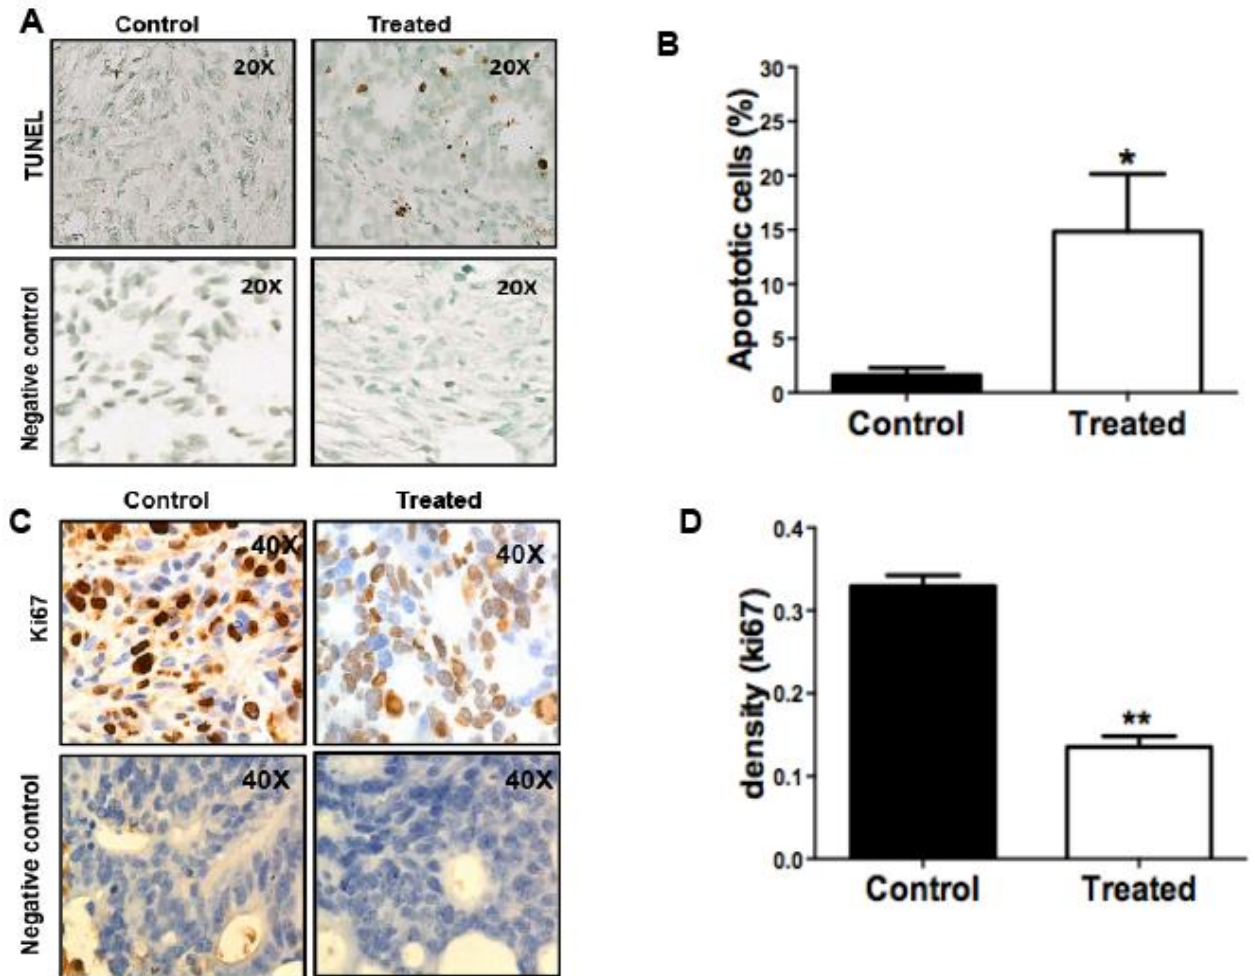 A
Control
Treated
TUNEL
20X
20X
Negative control
20X
20X
B
Apoptotic cells (%)
30
25
20
15
10
5
0
*
Control
Treated
C
Control
Treated
Ki67
40X
40X
Negative control
40X
40X
D
density (ki67)
0.4
0.3
0.2
0.1
0.0
**
Control
Treated